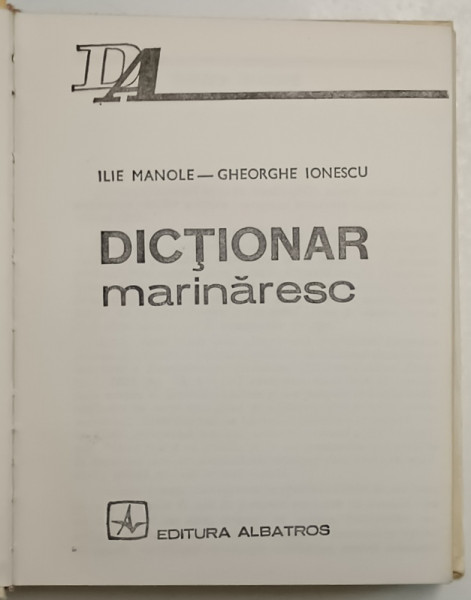 DA
ILIE MANOLE — GHEORGHE IONESCU
DICŢIONAR
marinăresc
EDITURA ALBATROS